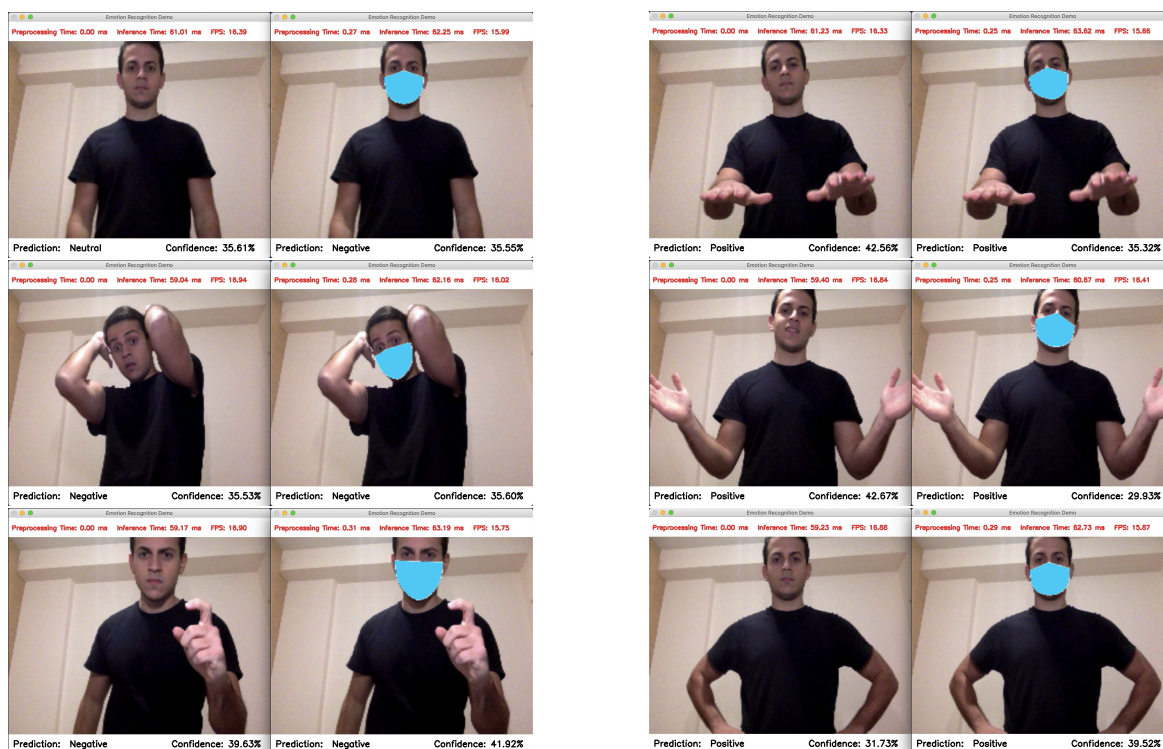 Emotion Recognition Demo
Preprocessing Time: 0.00 ms Inference Time: 61.01 ms FPS: 16.39
Prediction: Neutral Confidence: 35.61%
Emotion Recognition Demo
Preprocessing Time: 0.27 ms Inference Time: 62.25 ms FPS: 15.99
Prediction: Negative Confidence: 35.55%
Emotion Recognition Demo
Preprocessing Time: 0.00 ms Inference Time: 61.23 ms FPS: 16.33
Prediction: Positive Confidence: 42.56%
Emotion Recognition Demo
Preprocessing Time: 0.25 ms Inference Time: 63.62 ms FPS: 15.66
Prediction: Positive Confidence: 35.32%
Emotion Recognition Demo
Preprocessing Time: 0.00 ms Inference Time: 59.04 ms FPS: 16.94
Prediction: Negative Confidence: 35.53%
Emotion Recognition Demo
Preprocessing Time: 0.28 ms Inference Time: 62.16 ms FPS: 16.02
Prediction: Negative Confidence: 35.60%
Emotion Recognition Demo
Preprocessing Time: 0.00 ms Inference Time: 59.40 ms FPS: 16.84
Prediction: Positive Confidence: 42.67%
Emotion Recognition Demo
Preprocessing Time: 0.25 ms Inference Time: 60.67 ms FPS: 16.41
Prediction: Positive Confidence: 29.93%
Emotion Recognition Demo
Preprocessing Time: 0.00 ms Inference Time: 59.17 ms FPS: 16.90
Prediction: Negative Confidence: 39.63%
Emotion Recognition Demo
Preprocessing Time: 0.31 ms Inference Time: 63.19 ms FPS: 15.75
Prediction: Negative Confidence: 41.92%
Emotion Recognition Demo
Preprocessing Time: 0.00 ms Inference Time: 59.23 ms FPS: 16.88
Prediction: Positive Confidence: 31.73%
Emotion Recognition Demo
Preprocessing Time: 0.29 ms Inference Time: 62.73 ms FPS: 15.87
Prediction: Positive Confidence: 39.52%